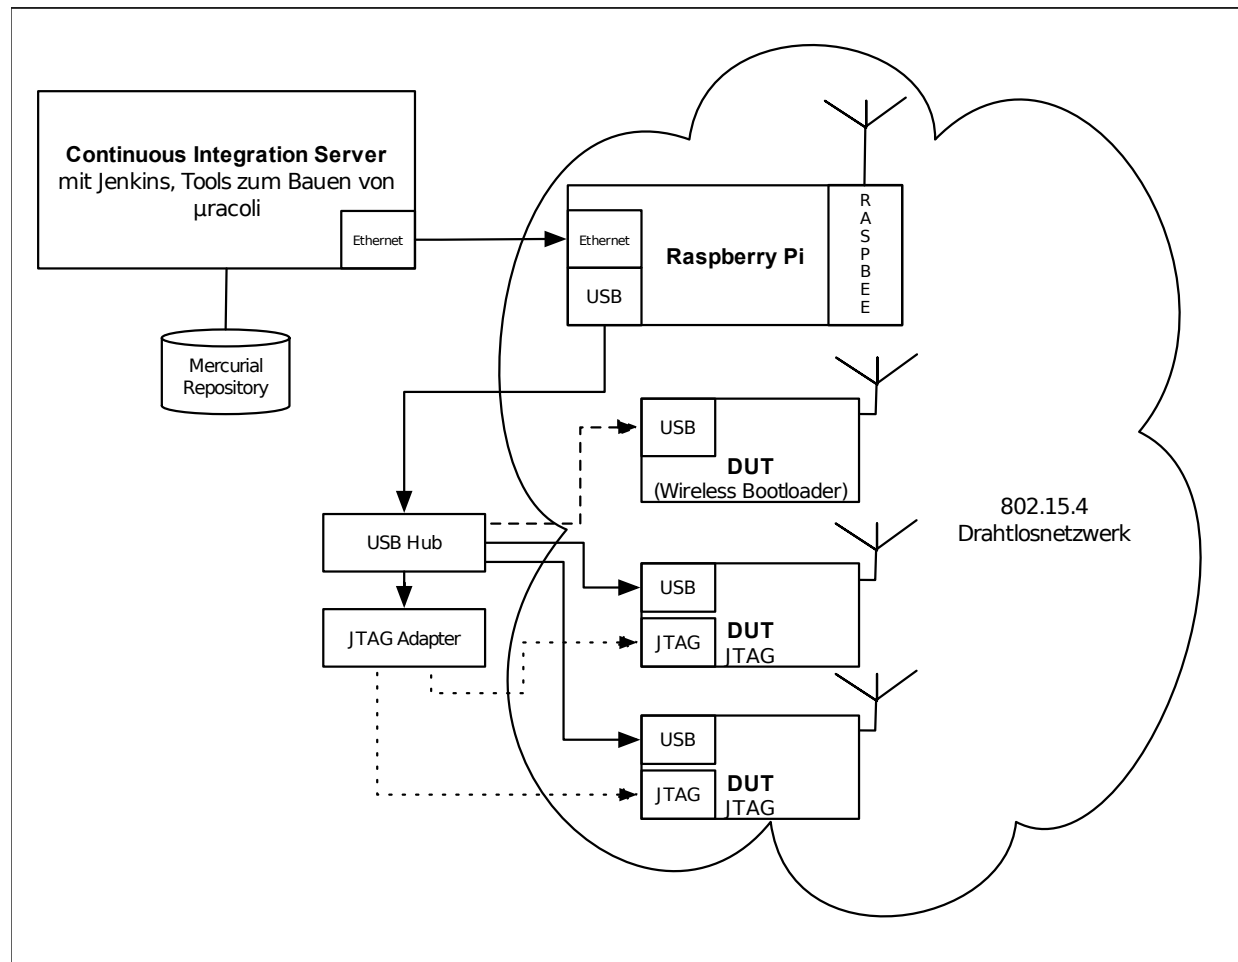 Continuous Integration Server
mit Jenkins, Tools zum Bauen von
µracoli
Ethernet
Mercurial
Repository
Ethernet
USB
Raspberry Pi
R
A
S
P
B
E
E
USB
DUT
(Wireless Bootloader)
802.15.4
Drahtlosnetzwerk
USB Hub
JTAG Adapter
USB
JTAG
DUT
JTAG
USB
JTAG
DUT
JTAG